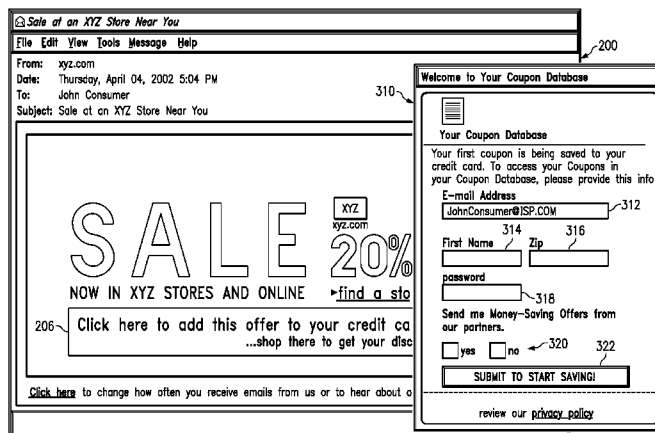 Sale at an XYZ Store Near You
File Edit View Tools Message Help
From: xyz.com
Date: Thursday, April 04, 2002 5:04 PM
To: John Consumer
Subject: Sale at an XYZ Store Near You
200
SALE
XYZ
xyz.com
20%
NOW IN XYZ STORES AND ONLINE
find a sto
206
Click here to add this offer to your credit ca
...shop there to get your disc
Click here to change how often you receive emails from us or to hear about o
310
Welcome to Your Coupon Database
Your Coupon Database
Your first coupon is being saved to your
credit card. To access your Coupons in
your Coupon Database, please provide this info
E-mail Address
JohnConsumer@ISP.COM
312
314 316
First Name Zip
password
318
Send me Money-Saving Offers from
our partners.
yes no 320
322
SUBMIT TO START SAVING!
review our privacy policy